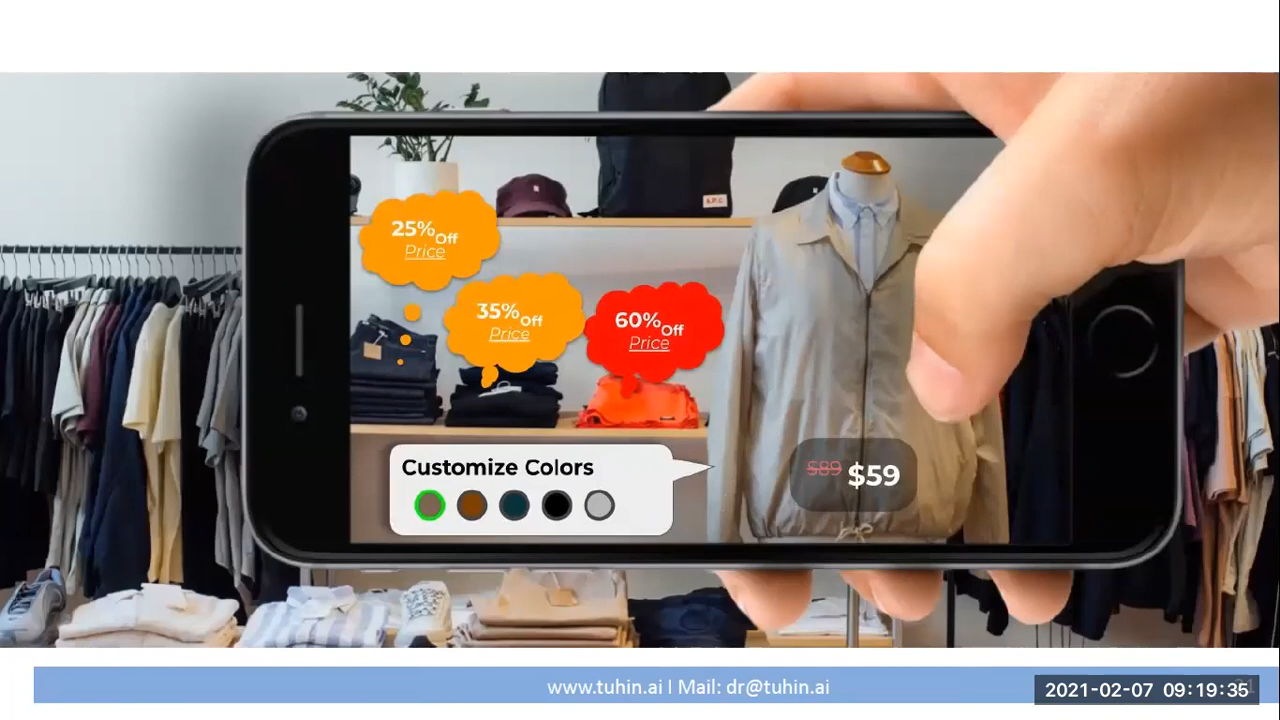 25% Off
Price
35% Off
Price
60% Off
Price
A.P.C.
Customize Colors
$89 $59
www.tuhin.ai | Mail: dr@tuhin.ai
2021-02-07 09:19:35